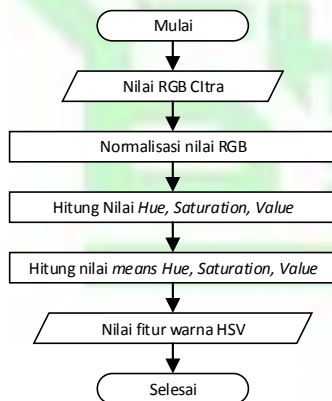 Mulai
Nilai RGB CItra
Normalisasi nilai RGB
Hitung Nilai Hue, Saturation, Value
Hitung nilai means Hue, Saturation, Value
Nilai fitur warna HSV
Selesai